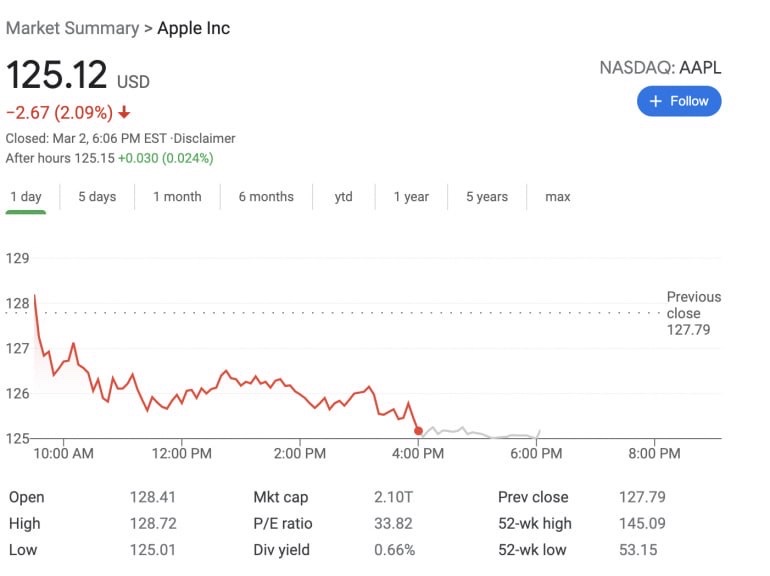 Market Summary > Apple Inc
125.12 USD
NASDAQ: AAPL
−2.67 (2.09%)
+ Follow
Closed: Mar 2, 6:06 PM EST ·Disclaimer
After hours 125.15 +0.030 (0.024%)
1 day 5 days 1 month 6 months ytd 1 year 5 years max
129
128
127
126
125
Previous
close
127.79
10:00 AM 12:00 PM 2:00 PM 4:00 PM 6:00 PM 8:00 PM
Open 128.41 Mkt cap 2.10T Prev close 127.79
High 128.72 P/E ratio 33.82 52-wk high 145.09
Low 125.01 Div yield 0.66% 52-wk low 53.15